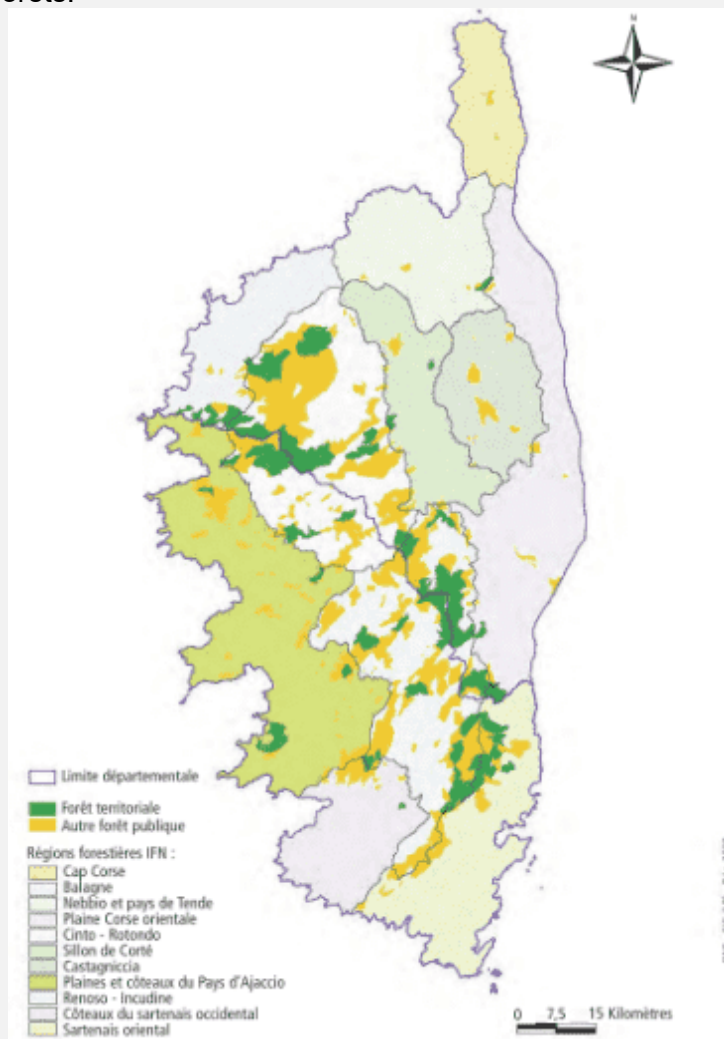 N
Limite départementale
Forêt territoriale
Autre forêt publique
Régions forestières IFN :
Cap Corse
Balagne
Nebbio et pays de Tende
Plaine Corse orientale
Cinto - Rotondo
Sillon de Corté
Castagniccia
Plaines et côteaux du Pays d'Ajaccio
Renoso - Incudine
Côteaux du sartenais occidental
Sartenais oriental
0 7,5 15 Kilomètres